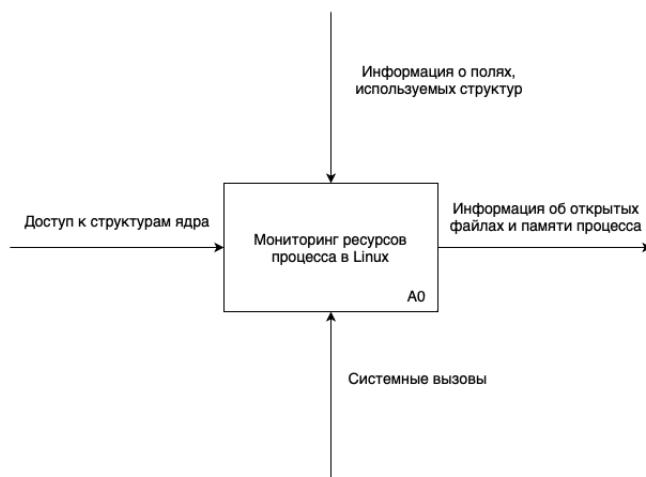 Информация о полях,
используемых структур
Доступ к структурам ядра
Мониторинг ресурсов
процесса в Linux
A0
Информация об открытых
файлах и памяти процесса
Системные вызовы